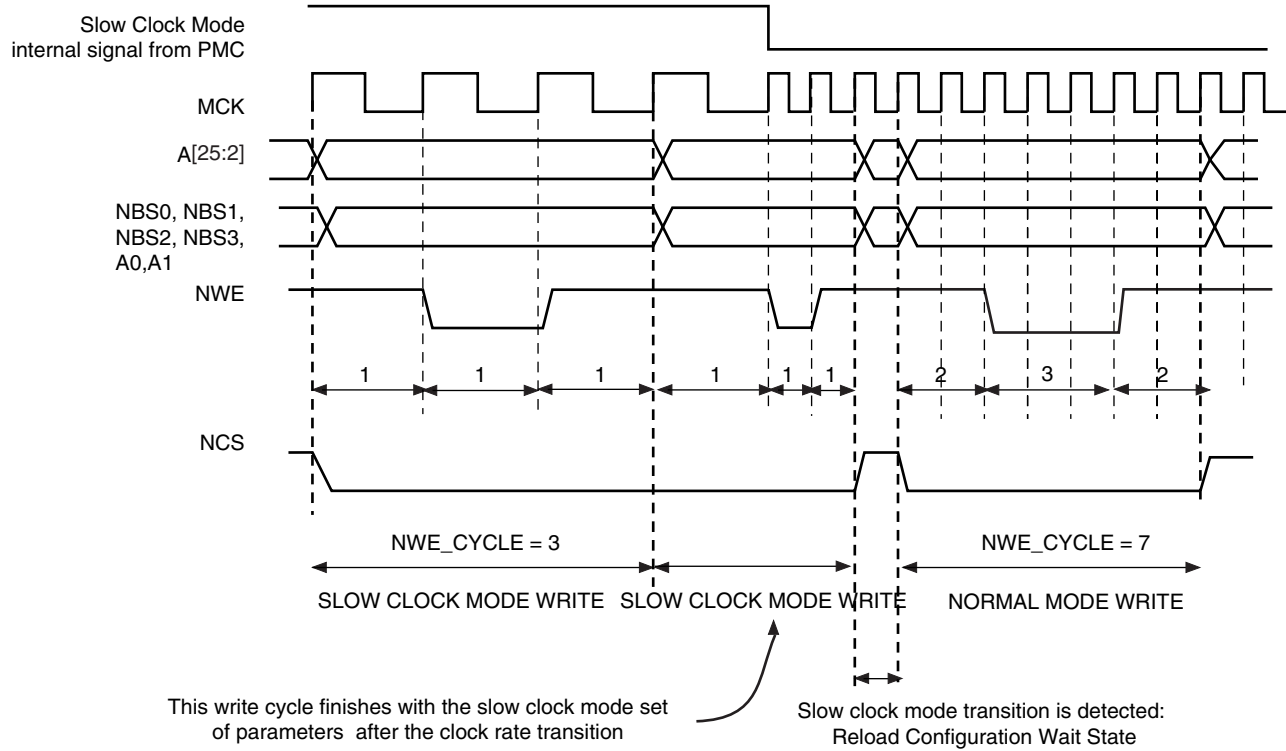 Slow Clock Mode
internal signal from PMC
MCK
A[25:2]
NBS0, NBS1,
NBS2, NBS3,
A0,A1
NWE
1 1 1 1 1 1 2 3 2
NCS
NWE_CYCLE = 3 NWE_CYCLE = 7
SLOW CLOCK MODE WRITE SLOW CLOCK MODE WRITE NORMAL MODE WRITE
This write cycle finishes with the slow clock mode set
of parameters after the clock rate transition
Slow clock mode transition is detected:
Reload Configuration Wait State